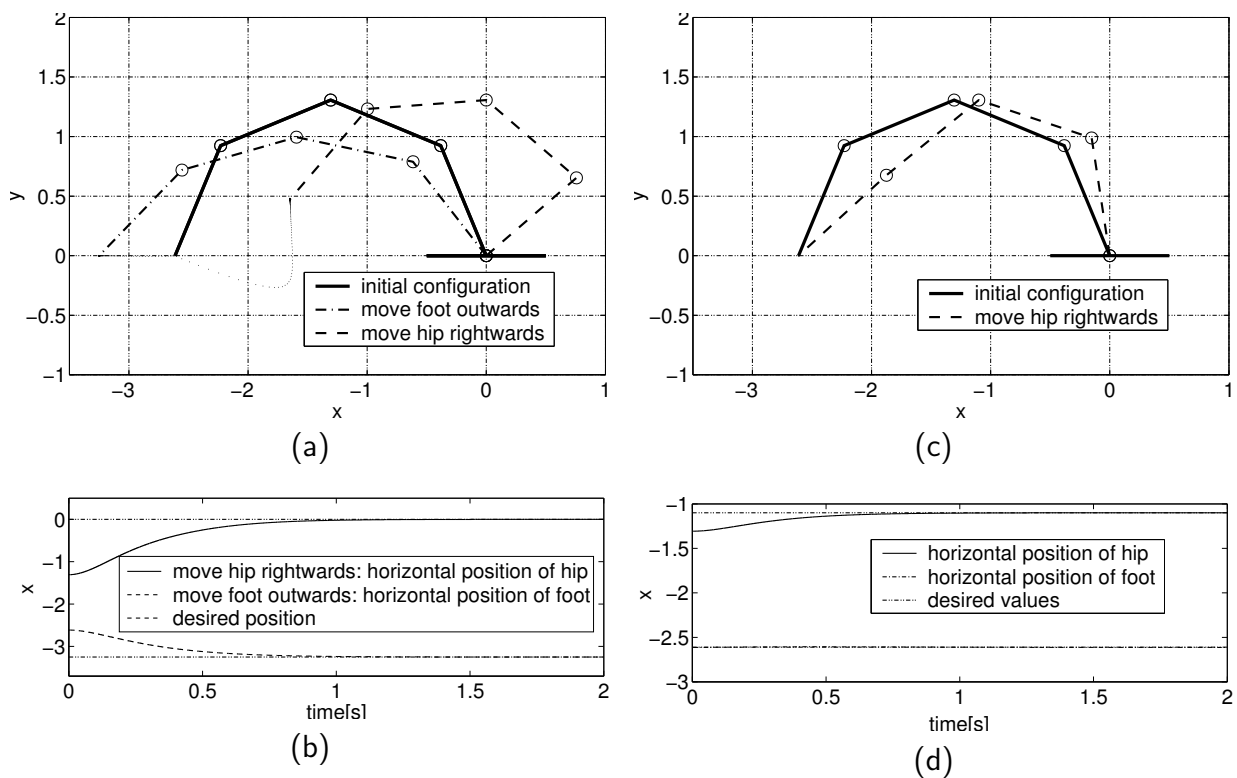 2
1.5
1
0.5
0
−0.5
−1
y
−3
−2
−1
0
1
x
initial configuration
move foot outwards
move hip rightwards
(a)
2
1.5
1
0.5
0
−0.5
−1
y
−3
−2
−1
0
1
x
initial configuration
move hip rightwards
(c)
0
−1
−2
−3
x
0
0.5
1
1.5
2
time[s]
move hip rightwards: horizontal position of hip
move foot outwards: horizontal position of foot
desired position
(b)
−1
−1.5
−2
−2.5
−3
x
0
0.5
1
1.5
2
time[s]
horizontal position of hip
horizontal position of foot
desired values
(d)